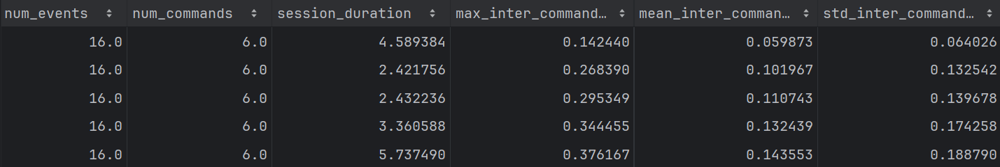 num_events num_commands session_duration max_inter_command… mean_inter_comman… std_inter_command…
16.0 6.0 4.589384 0.142440 0.059873 0.064026
16.0 6.0 2.421756 0.268390 0.101967 0.132542
16.0 6.0 2.432236 0.295349 0.110743 0.139678
16.0 6.0 3.360588 0.344455 0.132439 0.174258
16.0 6.0 5.737490 0.376167 0.143553 0.188790